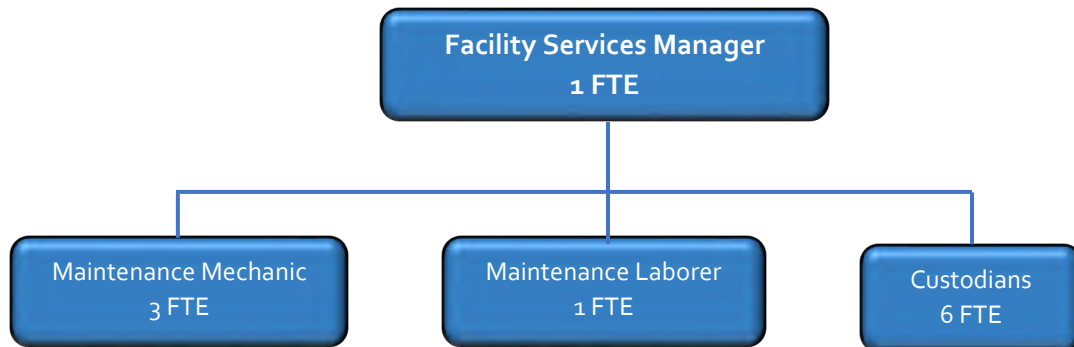 Facility Services Manager
1 FTE
Maintenance Mechanic
3 FTE
Maintenance Laborer
1 FTE
Custodians
6 FTE